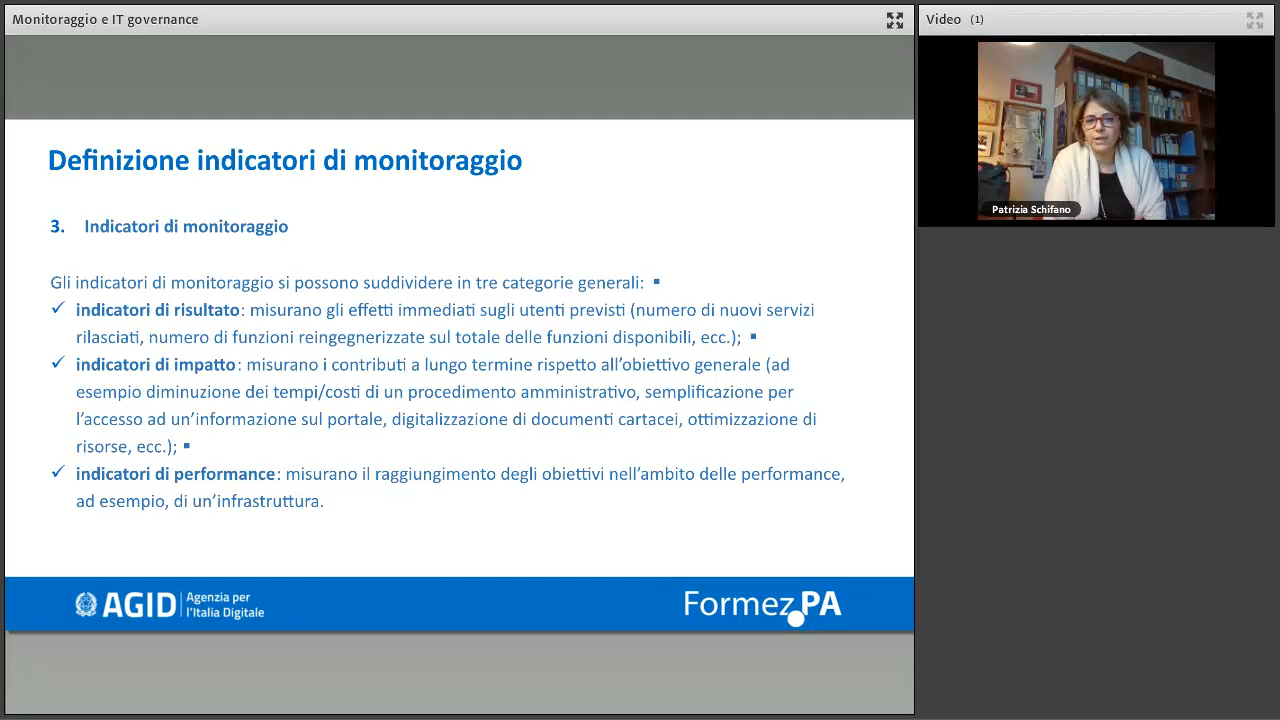 Monitoraggio e IT governance
Video (1)
Patrizia Schifano
Definizione indicatori di monitoraggio
3. Indicatori di monitoraggio
Gli indicatori di monitoraggio si possono suddividere in tre categorie generali: ▪
✓ indicatori di risultato: misurano gli effetti immediati sugli utenti previsti (numero di nuovi servizi
rilasciati, numero di funzioni reingegnerizzate sul totale delle funzioni disponibili, ecc.); ▪
✓ indicatori di impatto: misurano i contributi a lungo termine rispetto all’obiettivo generale (ad
esempio diminuzione dei tempi/costi di un procedimento amministrativo, semplificazione per
l’accesso ad un’informazione sul portale, digitalizzazione di documenti cartacei, ottimizzazione di
risorse, ecc.); ▪
✓ indicatori di performance: misurano il raggiungimento degli obiettivi nell’ambito delle performance,
ad esempio, di un’infrastruttura.
AGID Agenzia per
l’Italia Digitale
Formez PA